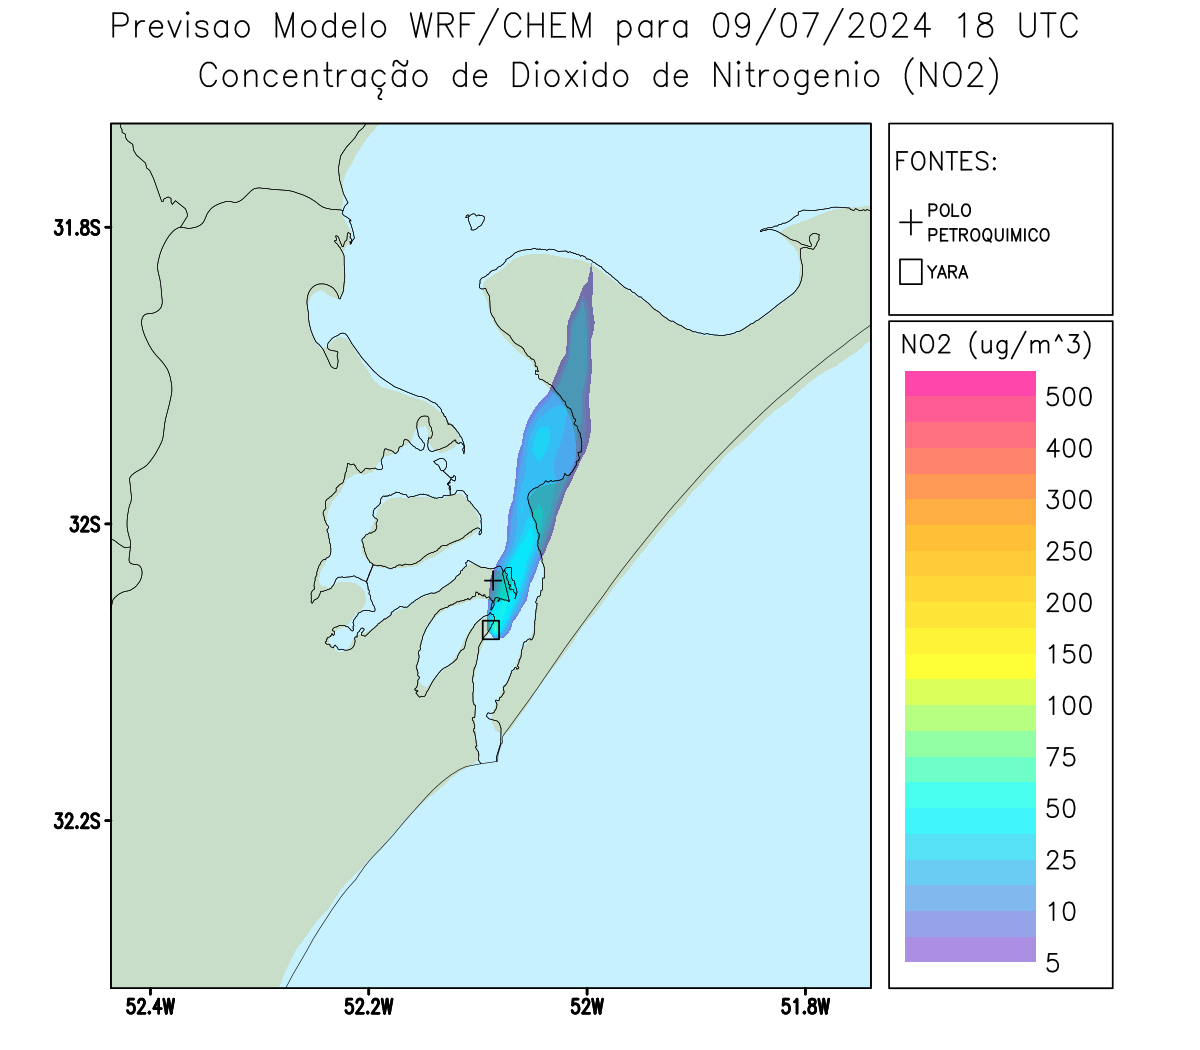 Previsao Modelo WRF/CHEM para 09/07/2024 18 UTC
Concentração de Dioxido de Nitrogenio (NO2)
FONTES:
POLO
PETROQUIMICO
YARA
NO2 (ug/m^3)
500
400
300
250
200
150
100
75
50
25
10
5
31.8S
32S
32.2S
52.4W
52.2W
52W
51.8W